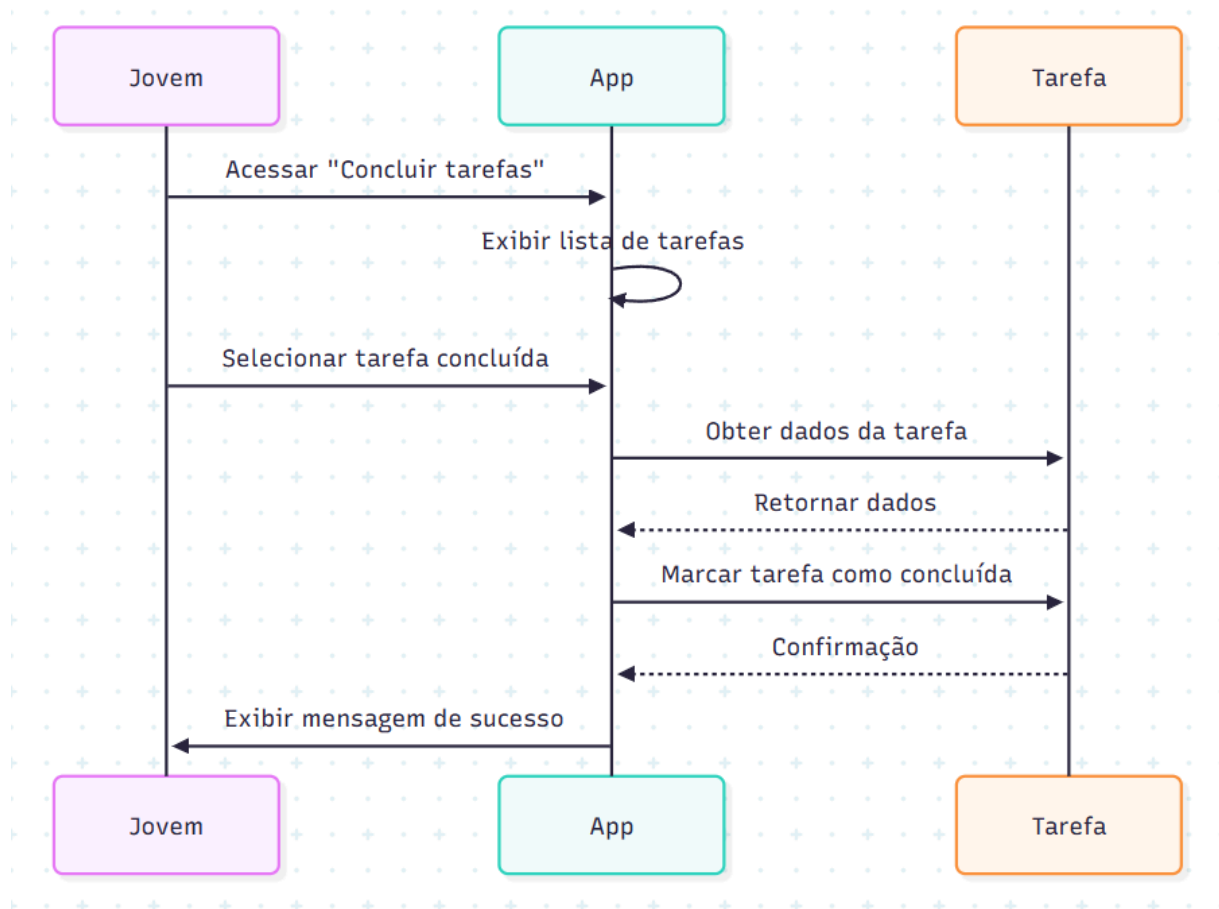 Jovem
App
Tarefa
Acessar "Concluir tarefas"
Exibir lista de tarefas
Selecionar tarefa concluída
Obter dados da tarefa
Retornar dados
Marcar tarefa como concluída
Confirmação
Exibir mensagem de sucesso
Jovem
App
Tarefa